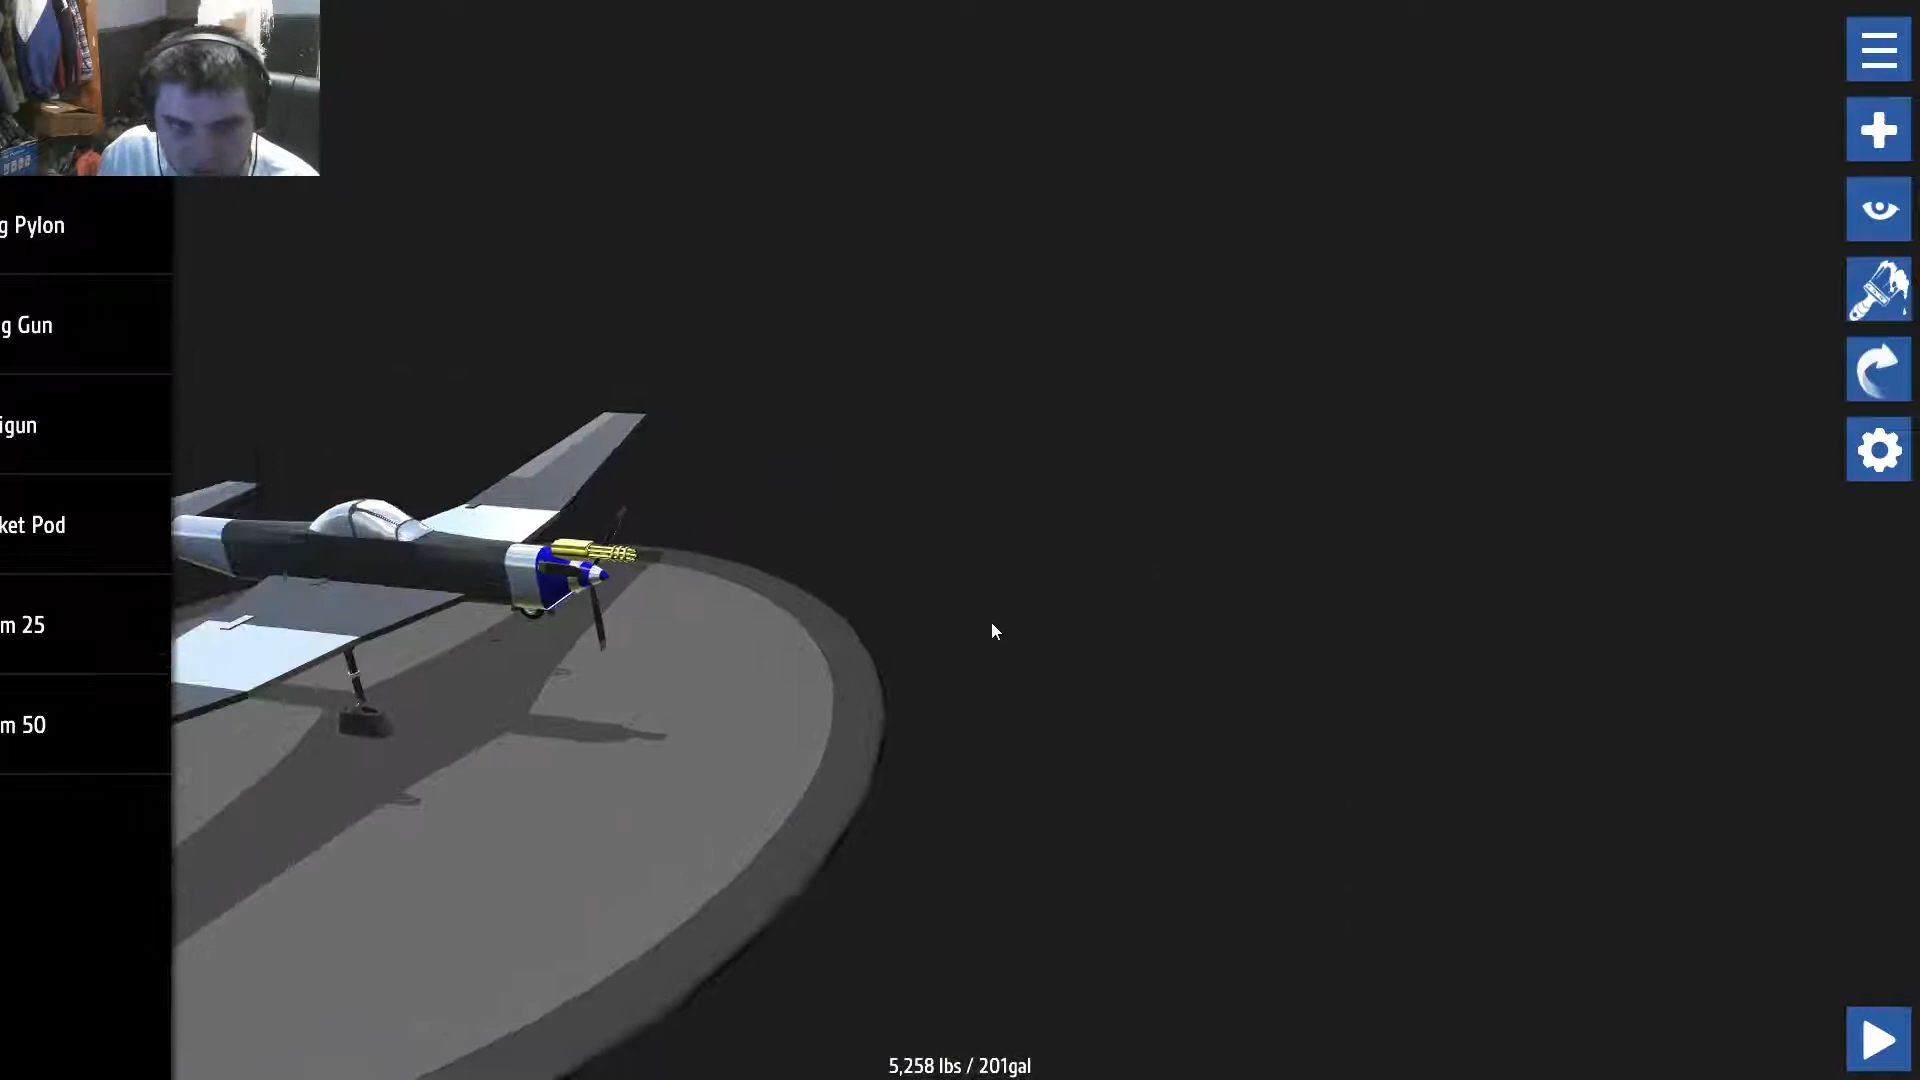 g Pylon
g Gun
igun
ket Pod
m 25
m 50
5,258 lbs / 201gal